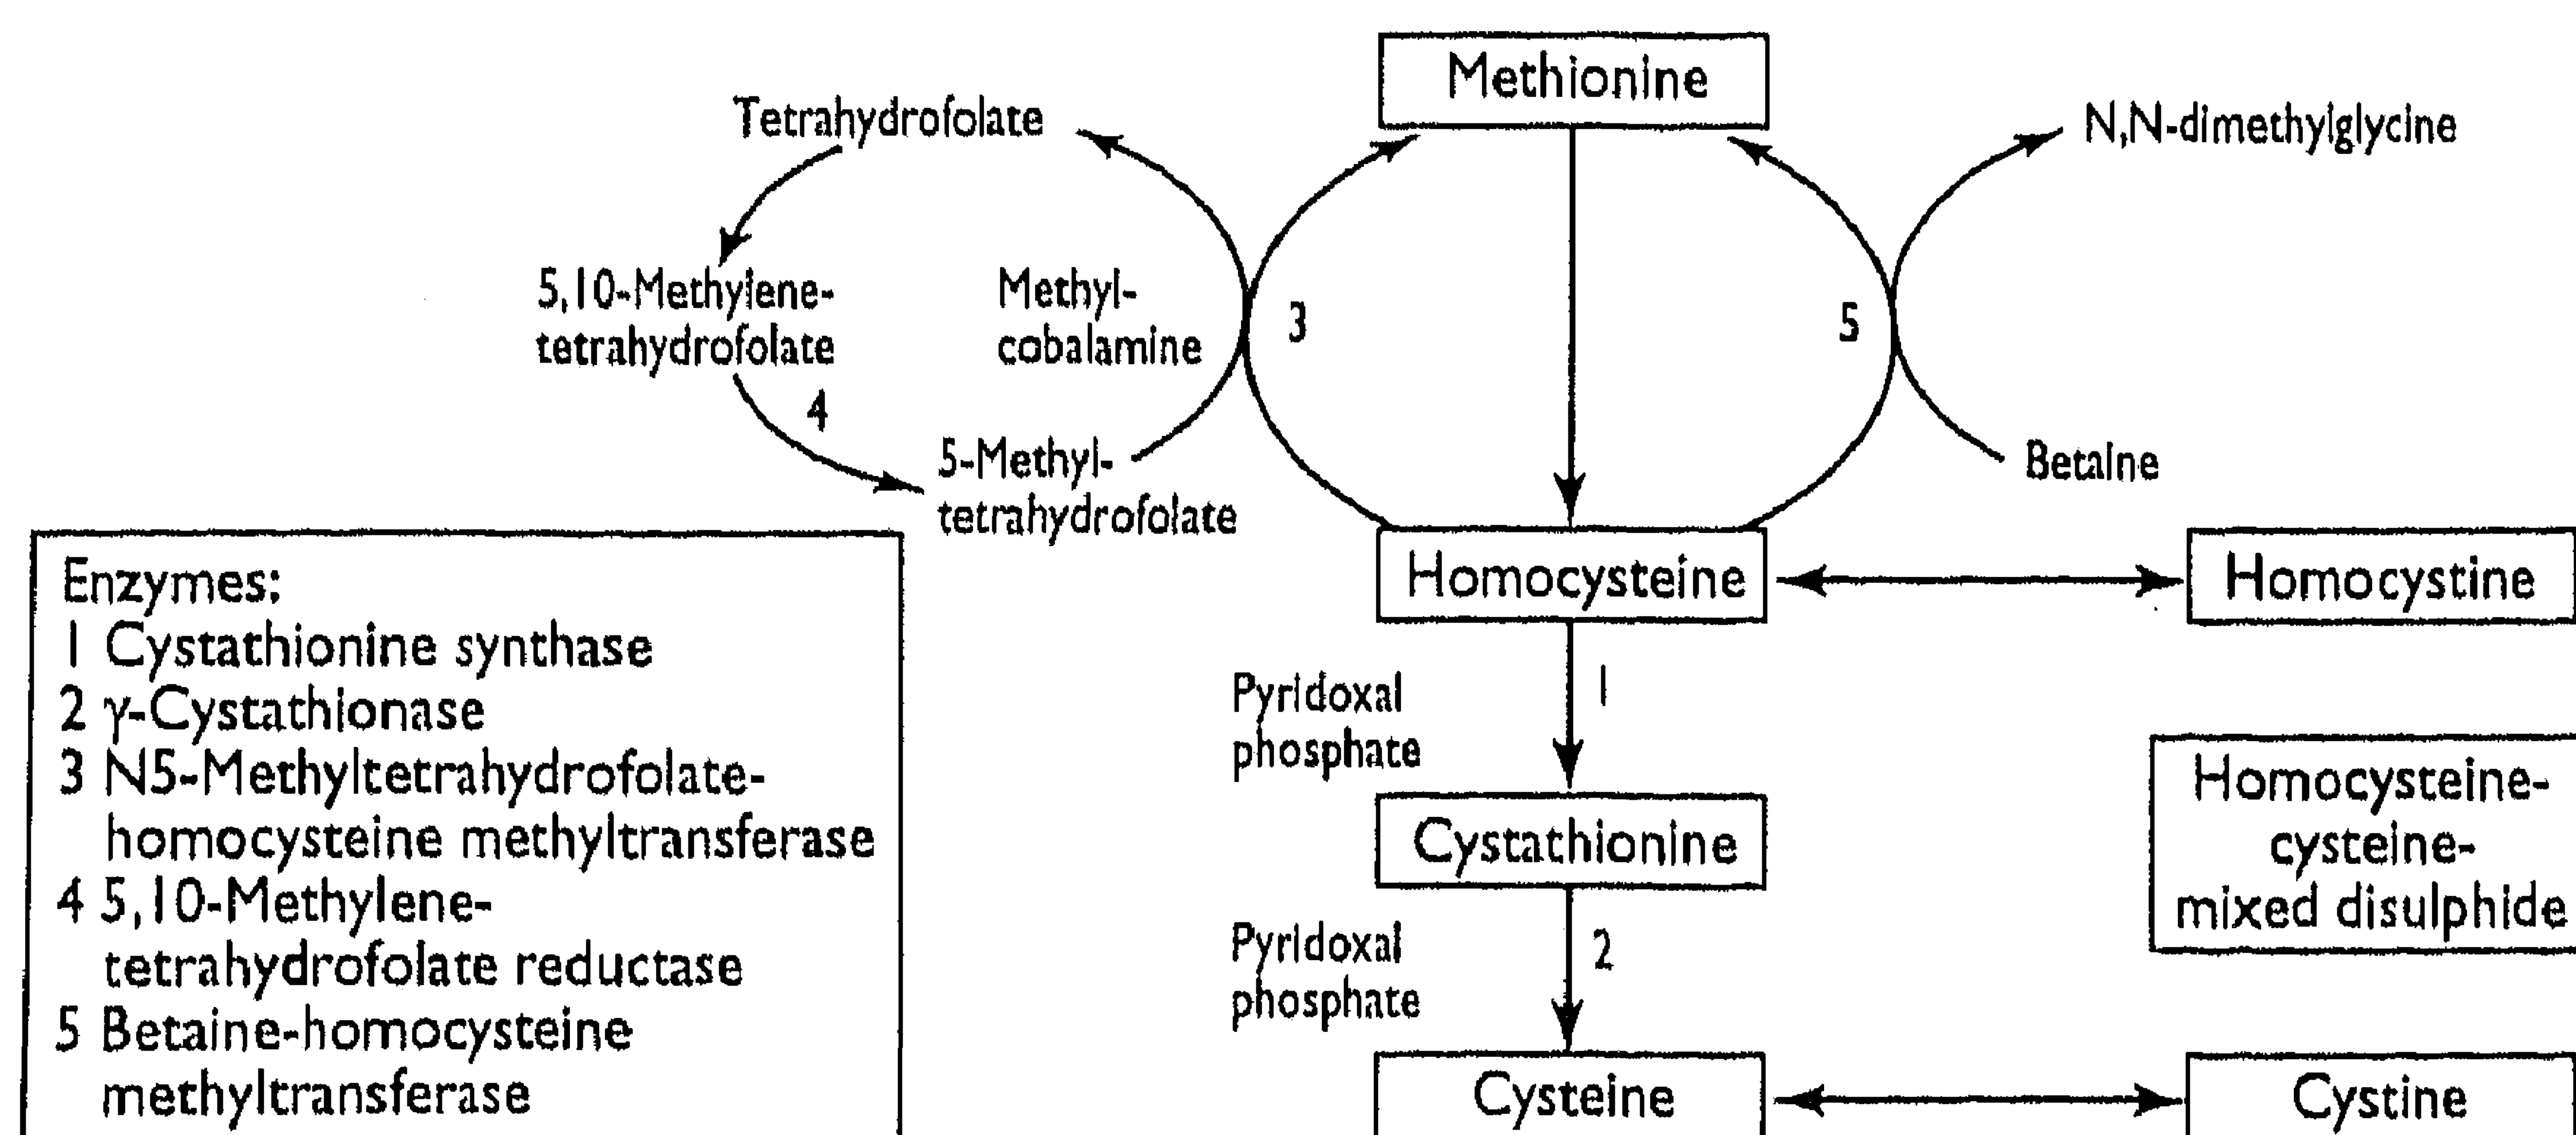 Methionine
Tetrahydrofolate
N,N-dimethylglycine
5,10-Methylene-
tetrahydrofolate
Methyl-
cobalamine
3
5
4
5-Methyl-
tetrahydrofolate
Betaine
Homocysteine
Homocystine
Enzymes:
1 Cystathionine synthase
2 γ-Cystathionase
3 N5-Methyltetrahydrofolate-
homocysteine methyltransferase
4 5,10-Methylene-
tetrahydrofolate reductase
5 Betaine-homocysteine
methyltransferase
Pyridoxal
phosphate
1
Homocysteine-
cysteine-
mixed disulphide
Cystathionine
Pyridoxal
phosphate
2
Cysteine
Cystine